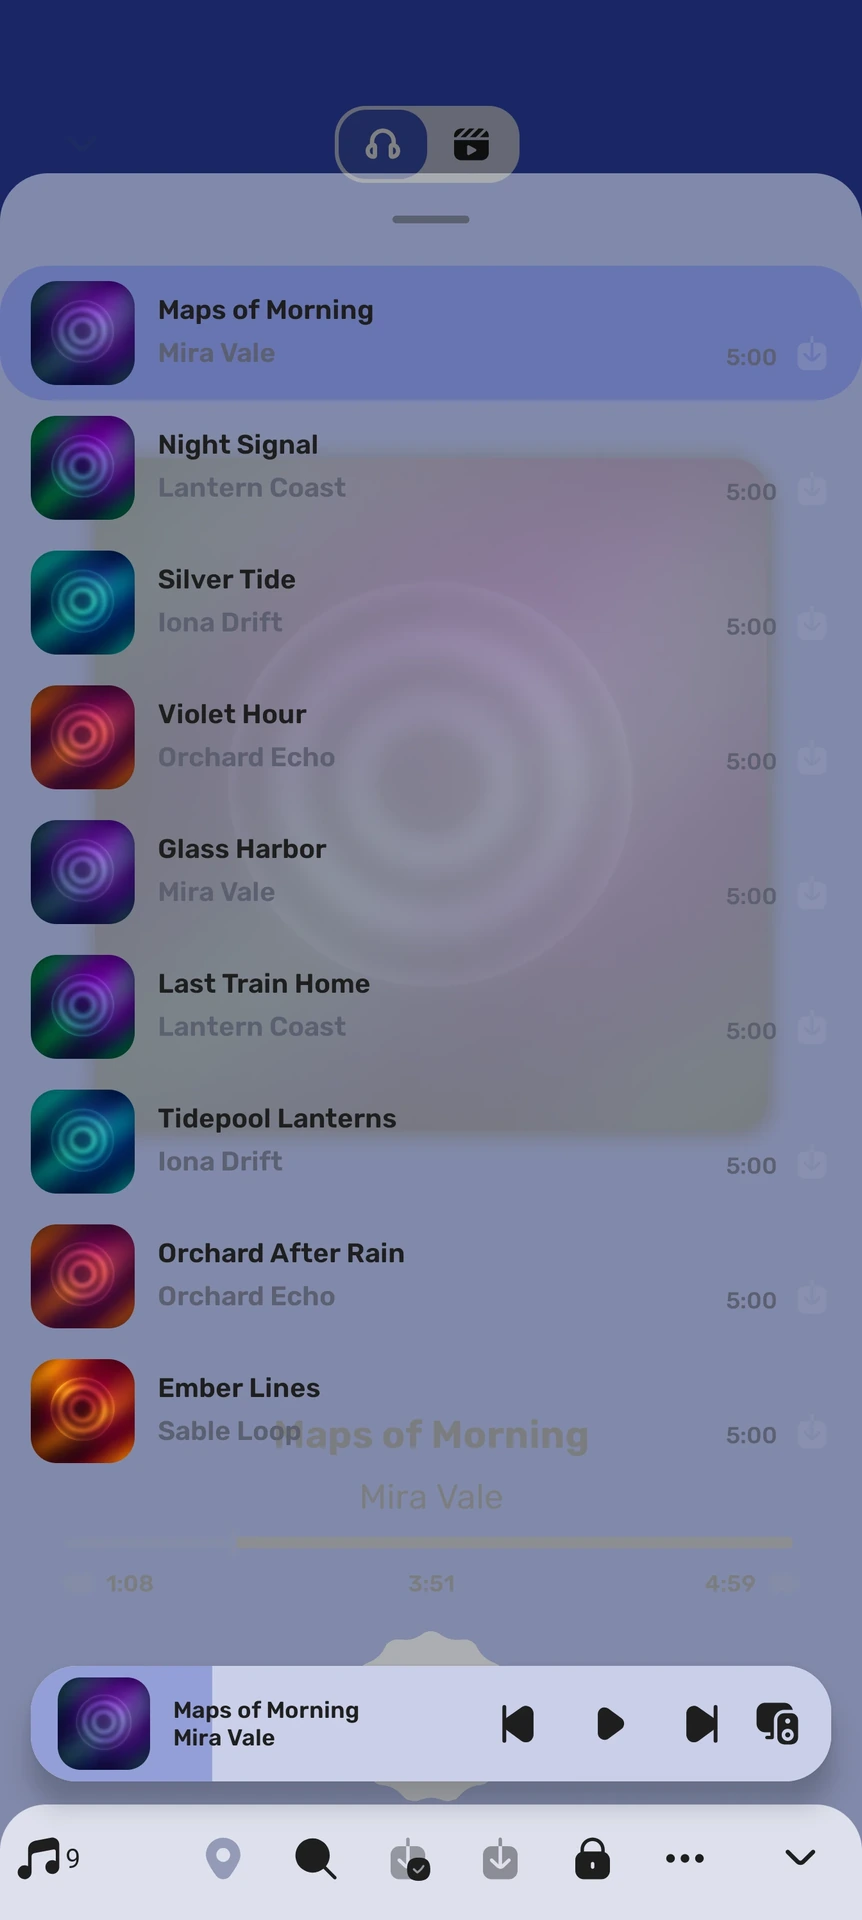 Maps of Morning
Mira Vale
5:00
Night Signal
Lantern Coast
5:00
Silver Tide
Iona Drift
5:00
Violet Hour
Orchard Echo
5:00
Glass Harbor
Mira Vale
5:00
Last Train Home
Lantern Coast
5:00
Tidepool Lanterns
Iona Drift
5:00
Orchard After Rain
Orchard Echo
5:00
Ember Lines
Sable Loop
5:00
Maps of Morning
Mira Vale
1:08 3:51 4:59
Maps of Morning
Mira Vale
9